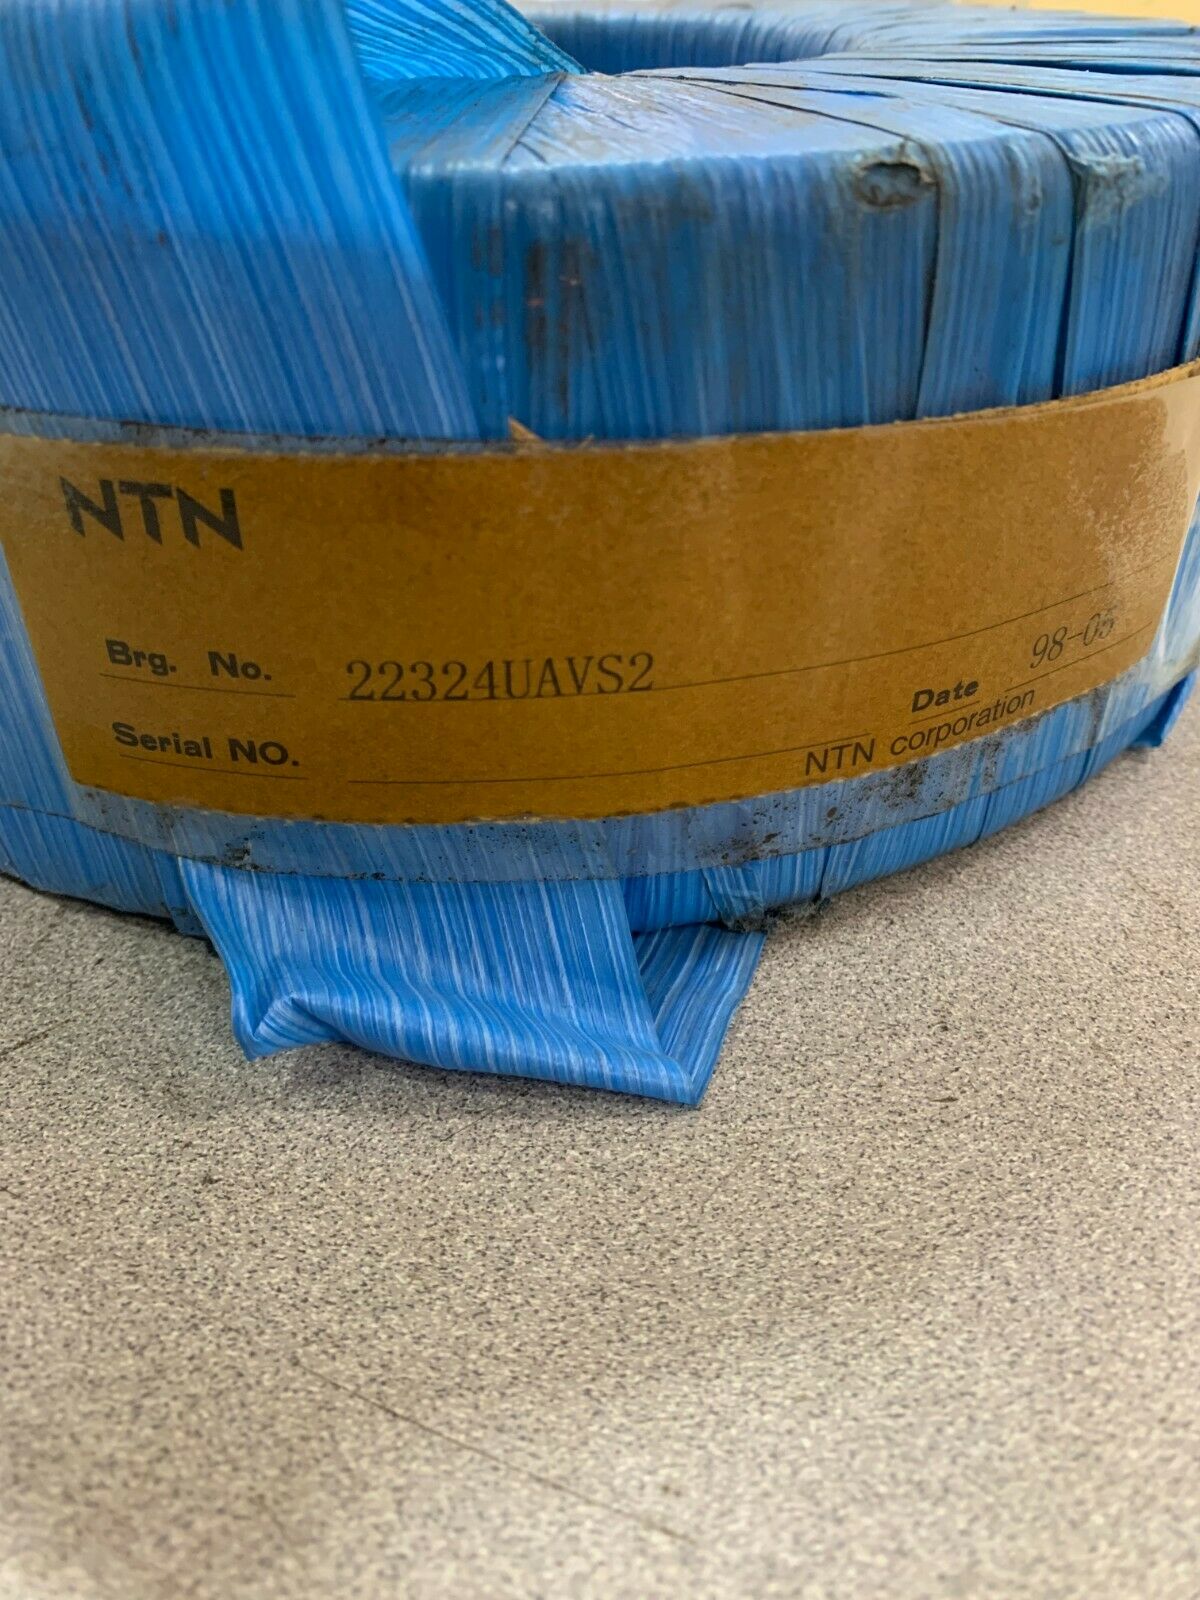 NTN
Brg. No. 22324UAVS2
Date 98-05
Serial NO.
NTN corporation